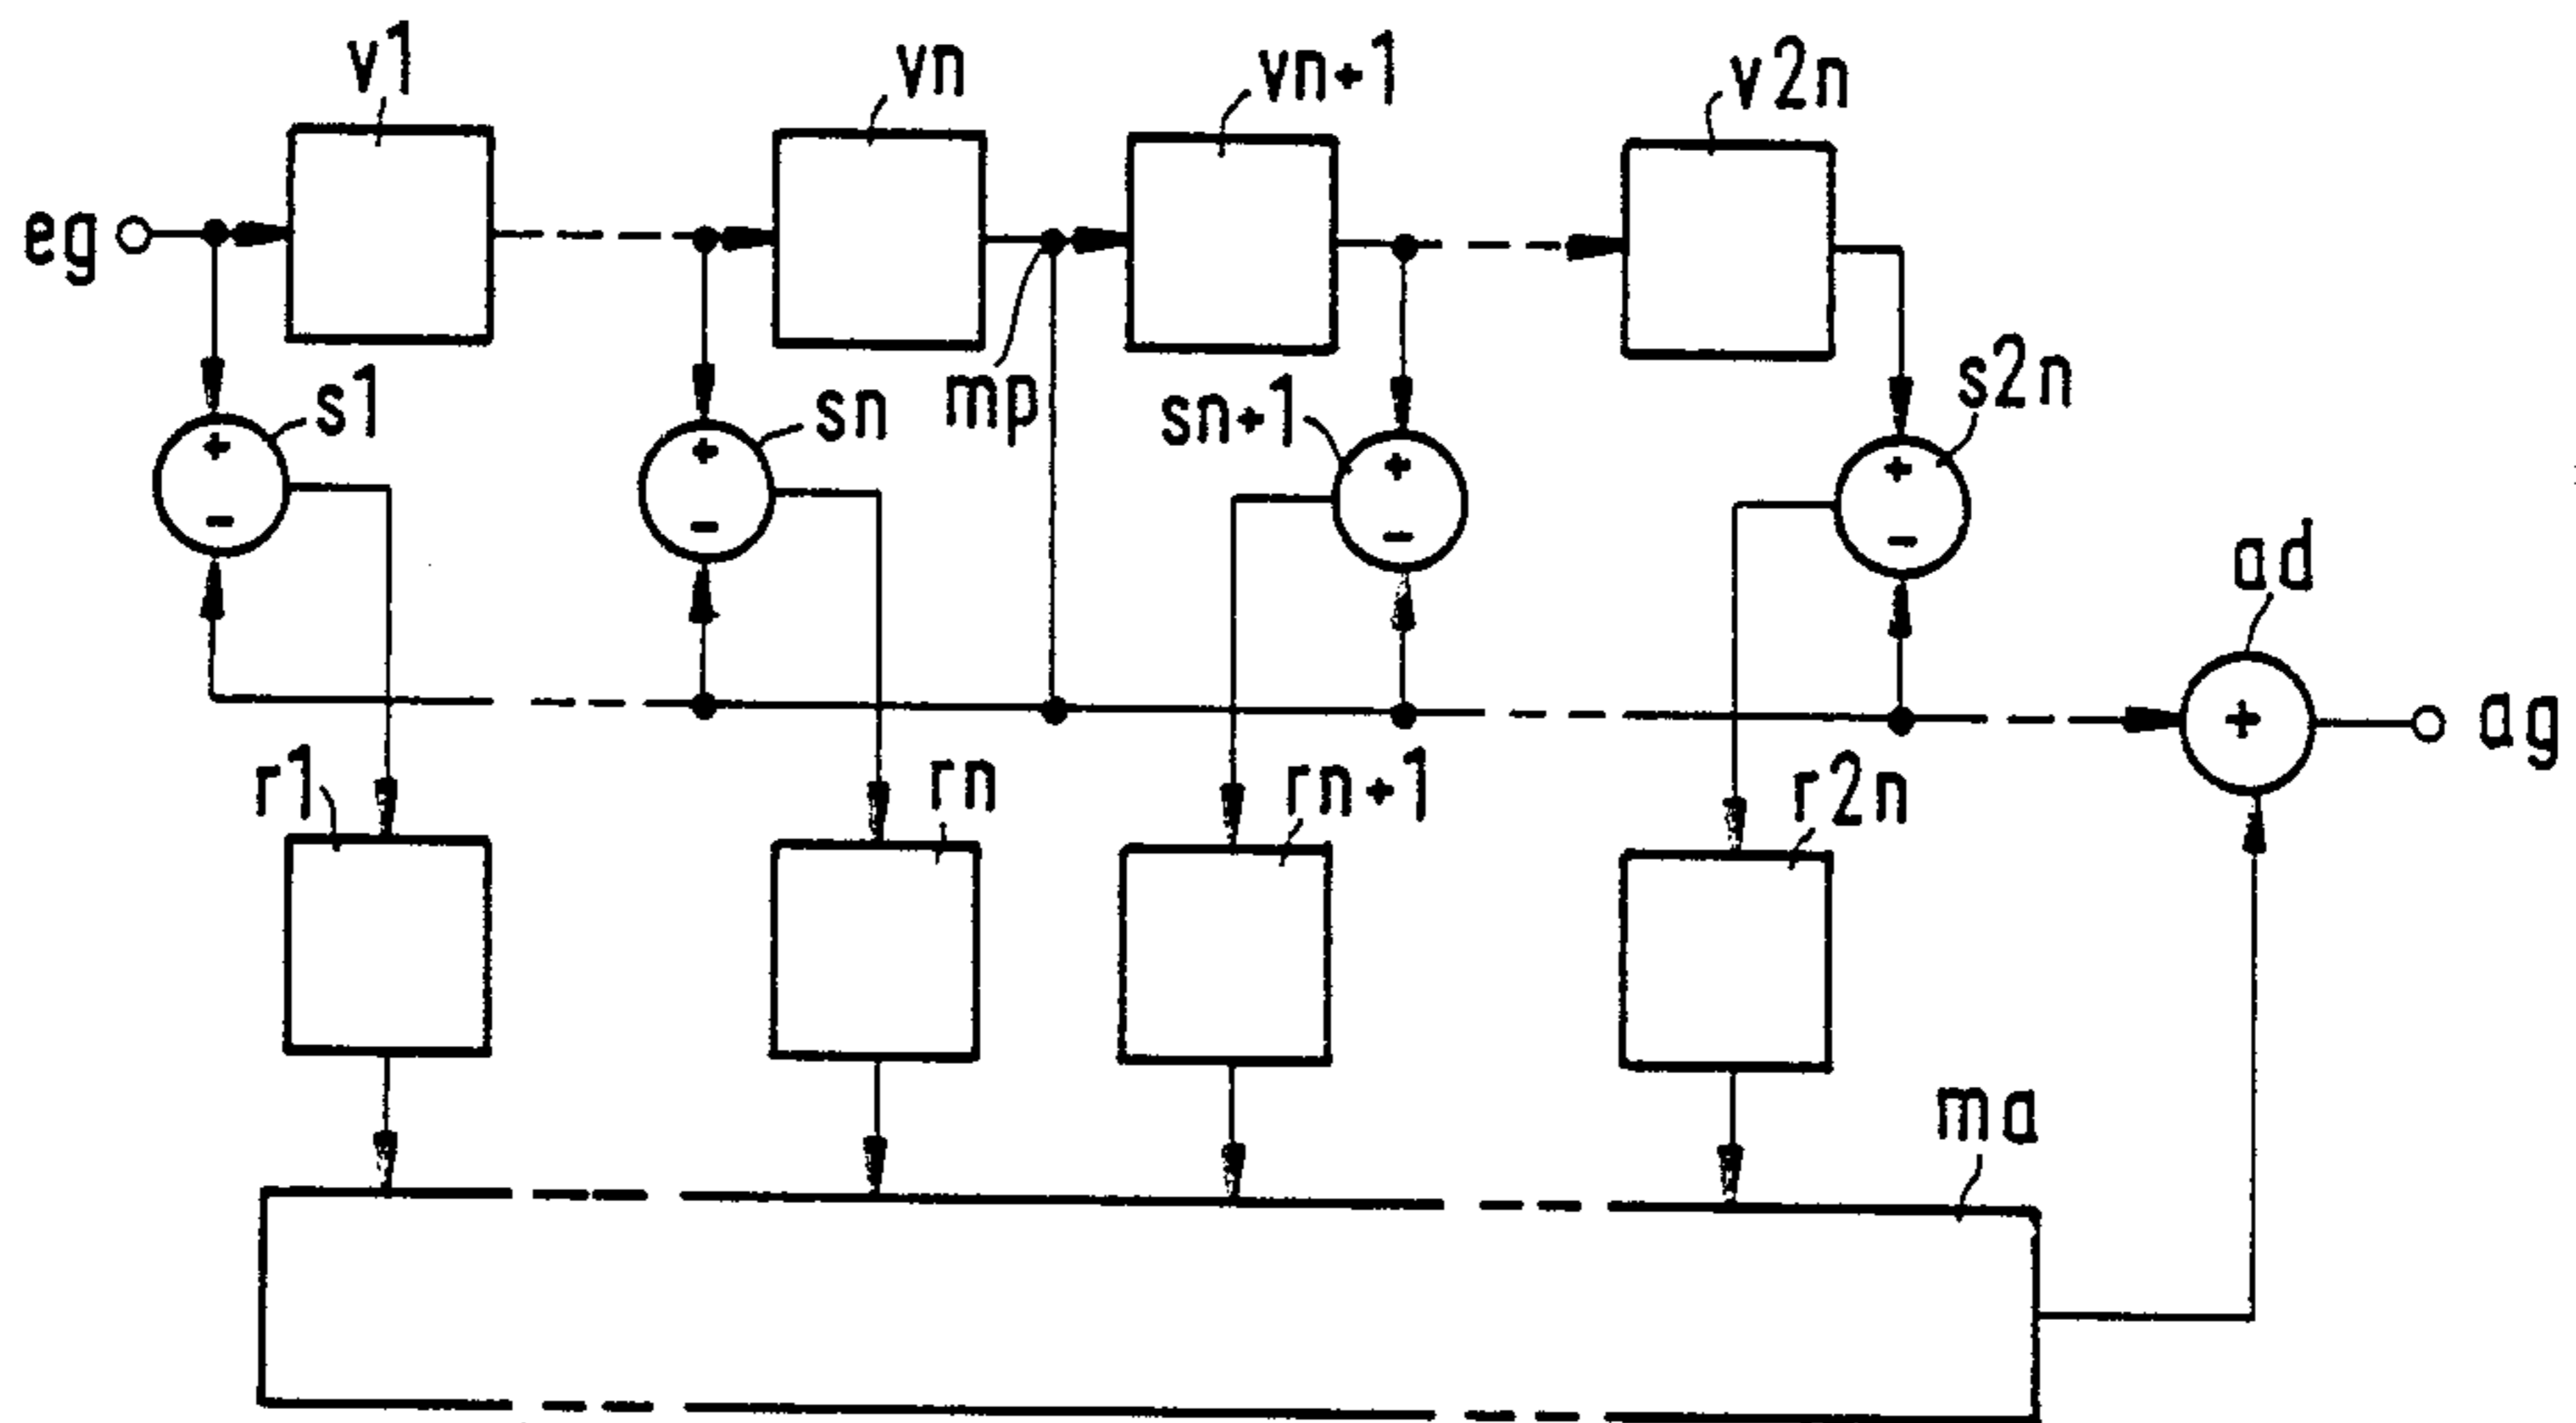 v1 vn vn+1 v2n
eg
mp
s1 sn sn+1 s2n
+ + + +
- - - -
ad
+
ag
r1 rn rn+1 r2n
ma